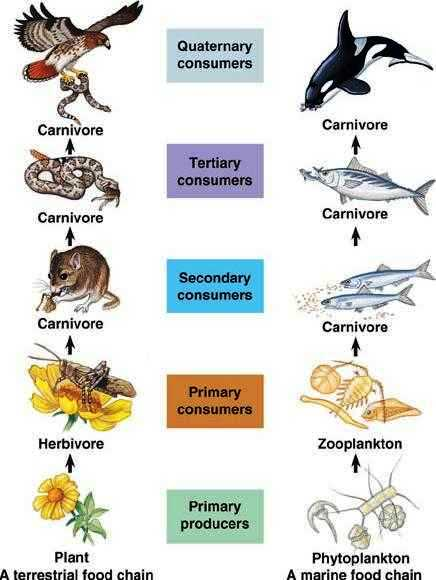 Quaternary
consumers
Carnivore
Carnivore
Tertiary
consumers
Carnivore
Carnivore
Secondary
consumers
Carnivore
Carnivore
Primary
consumers
Herbivore
Zooplankton
Primary
producers
Plant
Phytoplankton
A terrestrial food chain
A marine food chain